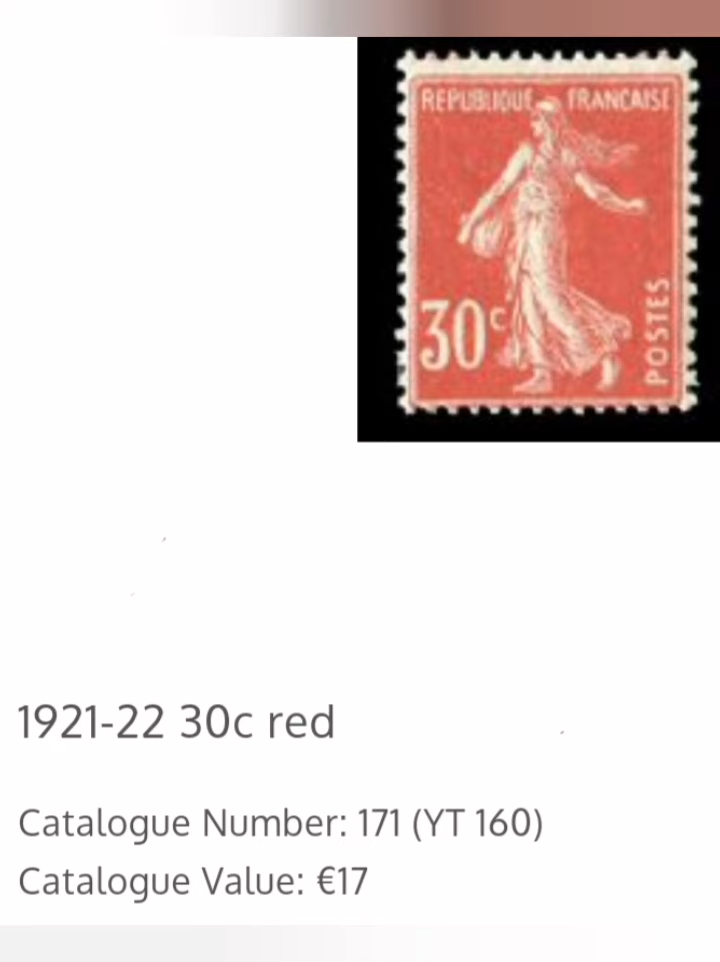 REPUBLIQUE FRANCAISE
30c
POSTES
1921-22 30c red
Catalogue Number: 171 (YT 160)
Catalogue Value: €17